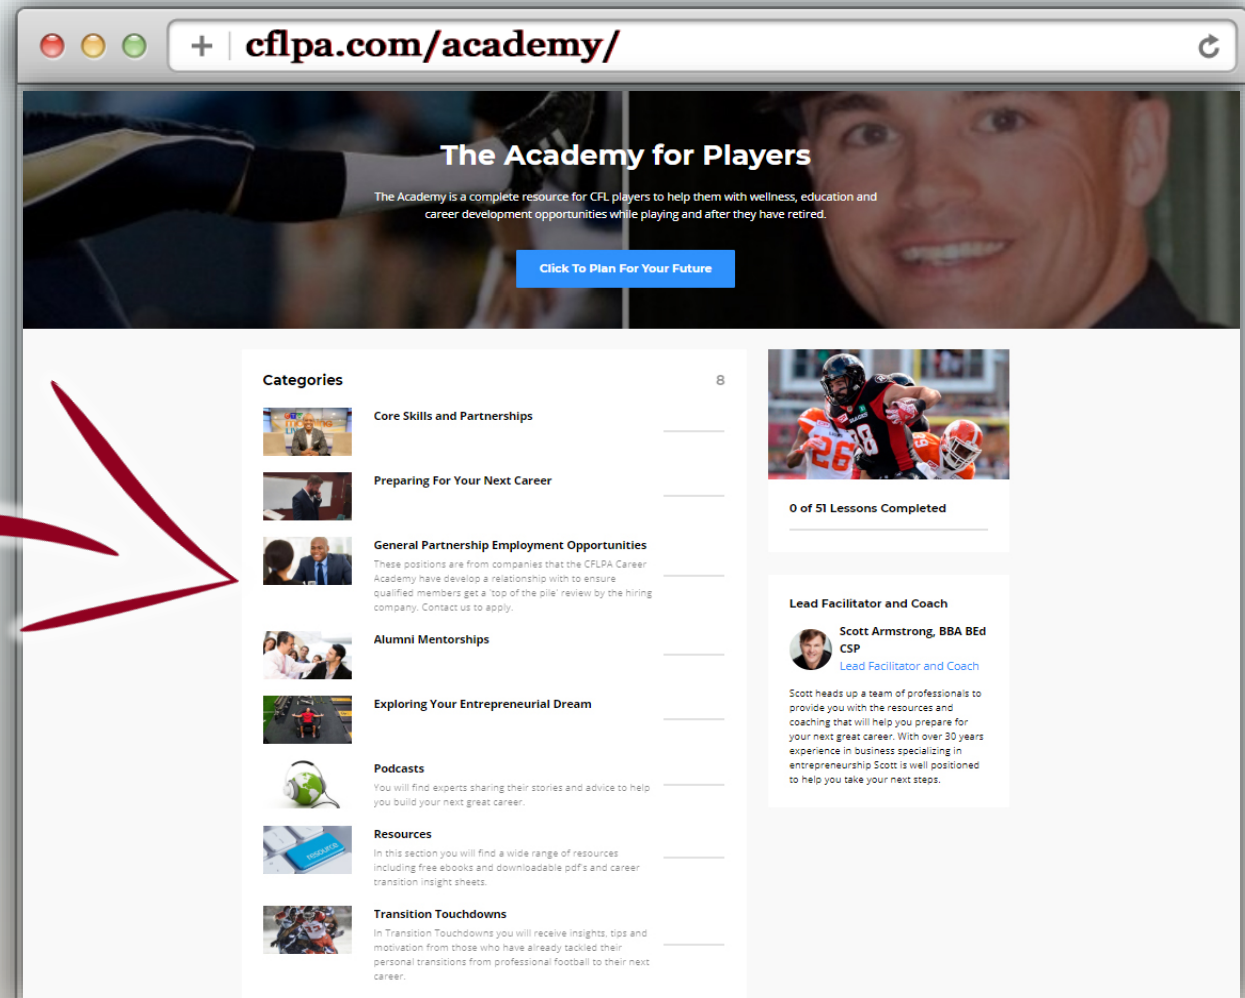 cflpa.com/academy/
The Academy for Players
The Academy is a complete resource for CFL players to help them with wellness, education and
career development opportunities while playing and after they have retired.
Click To Plan For Your Future
Categories
8
Core Skills and Partnerships
Preparing For Your Next Career
General Partnership Employment Opportunities
These positions are from companies that the CFLPA Career
Academy have develop a relationship with to ensure
qualified members get a 'top of the pile' review by the hiring
company. Contact us to apply.
Alumni Mentorships
Exploring Your Entrepreneurial Dream
Podcasts
You will find experts sharing their stories and advice to help
you build your next great career.
resource
Resources
In this section you will find a wide range of resources
including free ebooks and downloadable pdf's and career
transition insight sheets.
Transition Touchdowns
In Transition Touchdowns you will receive insights, tips and
motivation from those who have already tackled their
personal transitions from professional football to their next
career.
26
88
0 of 51 Lessons Completed
Lead Facilitator and Coach
Scott Armstrong, BBA BEd
CSP
Lead Facilitator and Coach
Scott heads up a team of professionals to
provide you with the resources and
coaching that will help you prepare for
your next great career. With over 30 years
experience in business specializing in
entrepreneurship Scott is well positioned
to help you take your next steps.